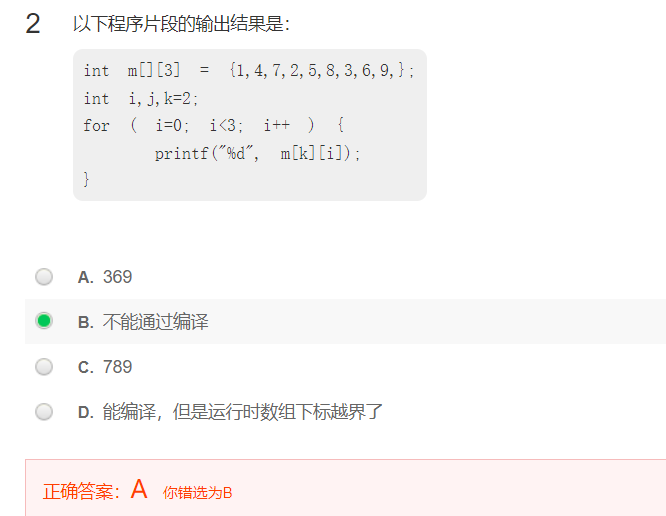 2 以下程序片段的输出结果是:
int m[][3] = {1,4,7,2,5,8,3,6,9,};
int i,j,k=2;
for ( i=0; i<3; i++ ) {
printf("%d", m[k][i]);
}
A. 369
B. 不能通过编译
C. 789
D. 能编译，但是运行时数组下标越界了
正确答案: A 你错选为B